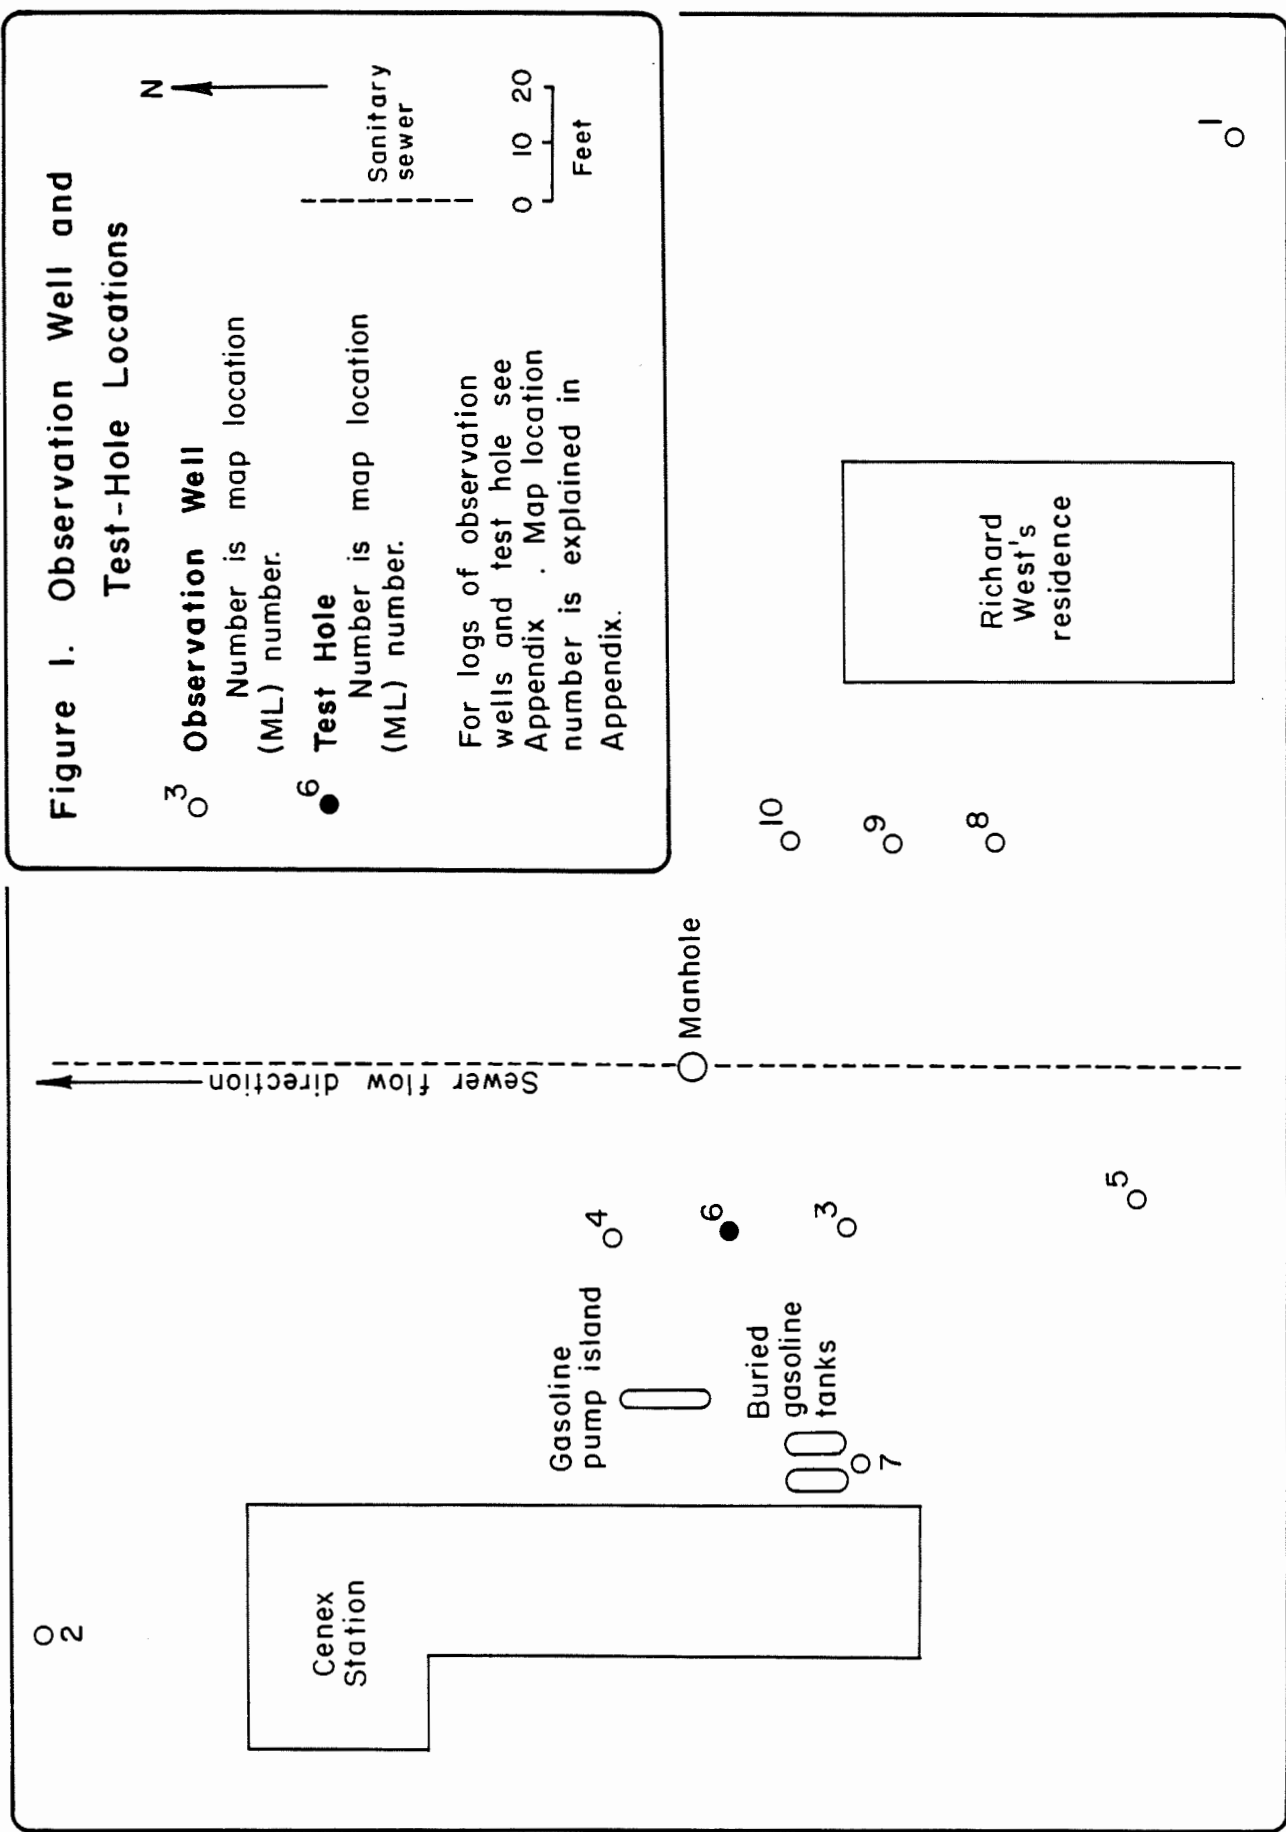 Figure 1. Observation Well and
Test-Hole Locations
3
Observation Well
Number is map location
(ML) number.
6
Test Hole
Number is map location
(ML) number.
For logs of observation
wells and test hole see
Appendix . Map location
number is explained in
Appendix.
N
Sanitary
sewer
0 10 20
Feet
2
Cenex
Station
Gasoline
pump island
Buried
gasoline
tanks
7
4
6
3
5
Sewer flow direction
Manhole
10
9
8
Richard
West's
residence
1